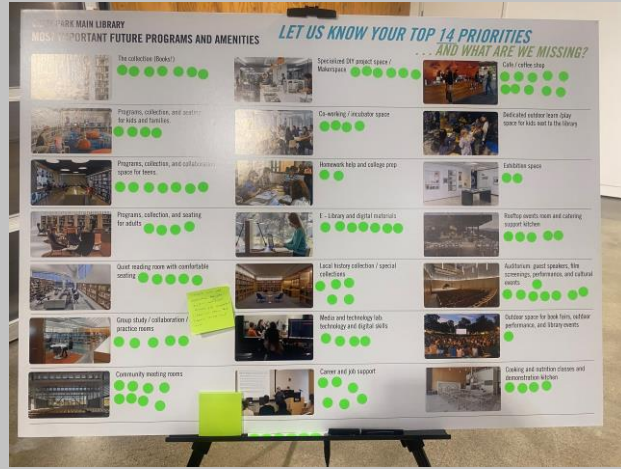 PARK MAIN LIBRARY
MOST IMPORTANT FUTURE PROGRAMS AND AMENITIES
LET US KNOW YOUR TOP 14 PRIORITIES
. . . AND WHAT ARE WE MISSING?
The collection (Books!)
Programs, collection, and seating
for kids and families.
Programs, collection, and collaboration
space for teens.
Programs, collection, and seating
for adults
Quiet reading room with comfortable
seating
Group study / collaboration /
practice rooms
Community meeting rooms
Specialized DIY project space /
Makerspace
Co-working / incubator space
Homework help and college prep
E - Library and digital materials
Local history collection / special
collections
Media and technology lab
technology and digital skills
Career and job support
Cafe / coffee shop
Dedicated outdoor learn /play
space for kids next to the library
Exhibition space
Rooftop events room and catering
support kitchen
Auditorium: guest speakers, film
screenings, performance, and cultural
events
Outdoor space for book fairs, outdoor
performance, and library events
Cooking and nutrition classes and
demonstration kitchen